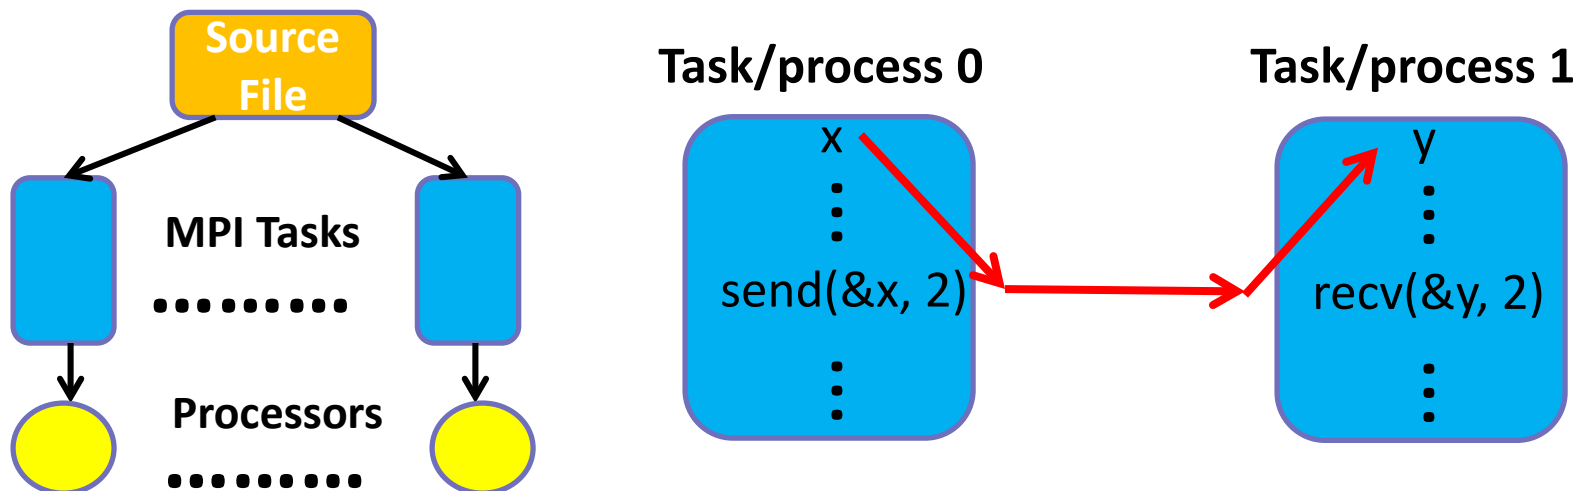 Source
File
MPI Tasks
Processors
Task/process 0
x
send(&x, 2)
Task/process 1
y
recv(&y, 2)